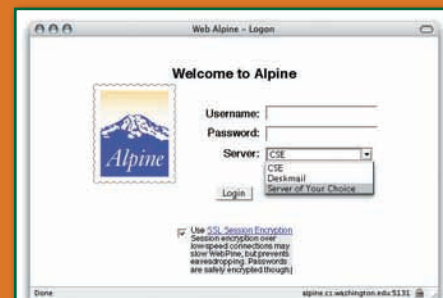 Web Alpine - Logon
Welcome to Alpine
Alpine
Username:
Password:
Server: CSE
CSE
Deskmail
Server of Your Choice
Login
Use SSL Session Encryption
Session encryption over
low-speed connections may
slow WebPine, but prevents
eavesdropping. Passwords
are safely encrypted though.
Done alpine.cs.washington.edu:5131